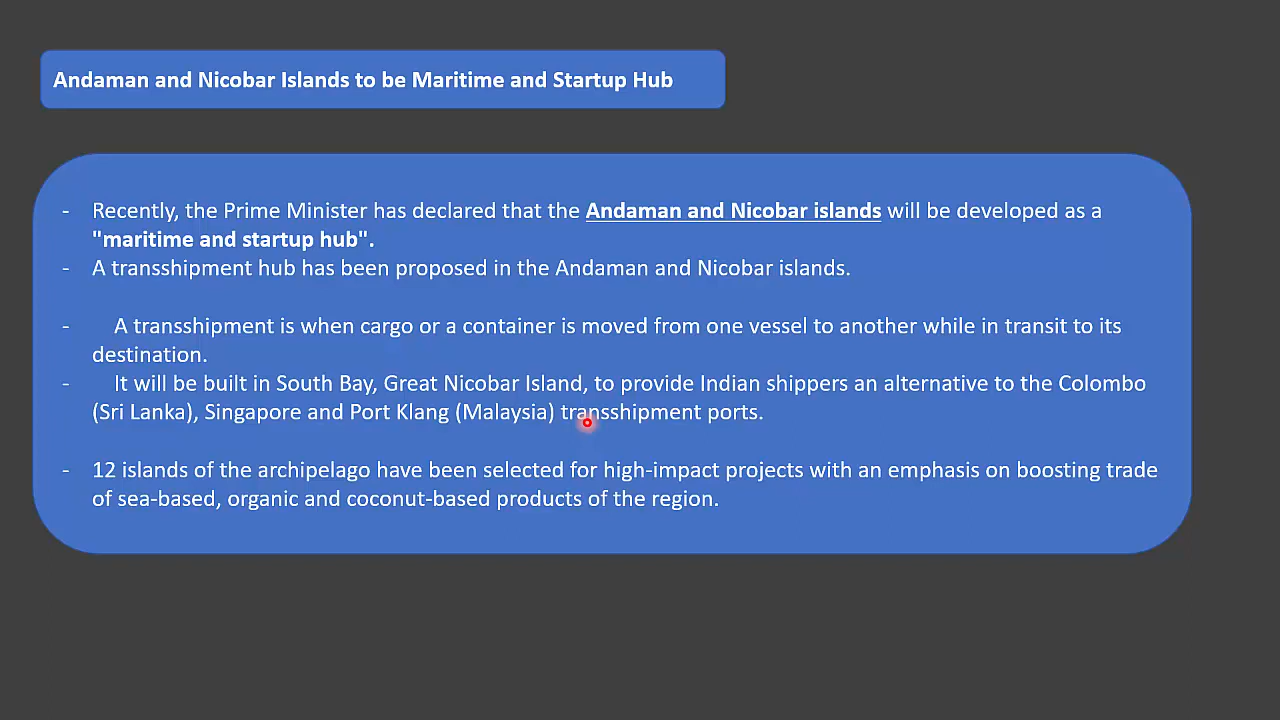 Andaman and Nicobar Islands to be Maritime and Startup Hub
- Recently, the Prime Minister has declared that the Andaman and Nicobar islands will be developed as a
"maritime and startup hub".
- A transshipment hub has been proposed in the Andaman and Nicobar islands.
- A transshipment is when cargo or a container is moved from one vessel to another while in transit to its
destination.
- It will be built in South Bay, Great Nicobar Island, to provide Indian shippers an alternative to the Colombo
(Sri Lanka), Singapore and Port Klang (Malaysia) transshipment ports.
- 12 islands of the archipelago have been selected for high-impact projects with an emphasis on boosting trade
of sea-based, organic and coconut-based products of the region.